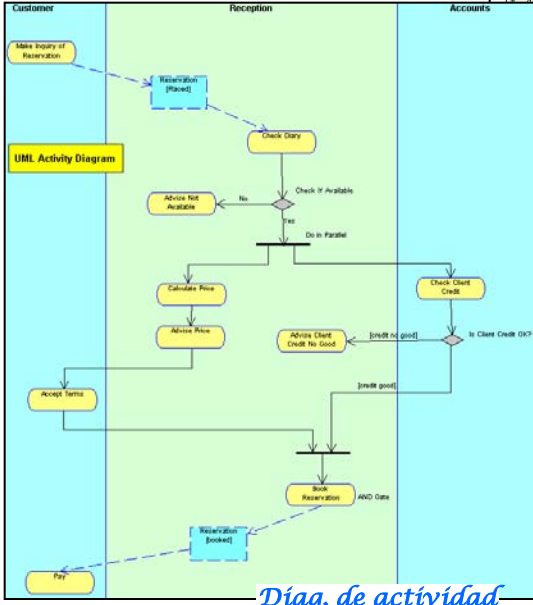 Customer
Reception
Accounts
Make Inquiry of
Reservation
Reservation
[Placed]
Check Diary
UML Activity Diagram
Check If Available
Advise Not
Available
No
Yes
Do in Parallel
Calculate Price
Check Client
Credit
Advise Price
Advise Client
Credit No Good
[credit no good]
Is Client Credit OK?
Accept Terms
[credit good]
Book
Reservation
AND Gate
Reservation
[booked]
Pay
Diag. de actividad